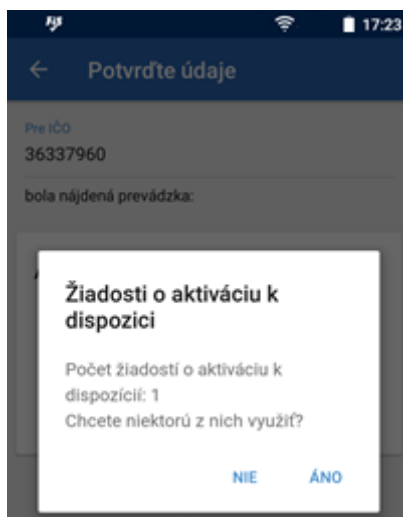 17:23
Potvrďte údaje
Pre IČO
36337960
bola nájdená prevádzka:
Žiadosti o aktiváciu k
dispozici
Počet žiadostí o aktiváciu k
dispozícií: 1
Chcete niektorú z nich využiť?
NIE ÁNO